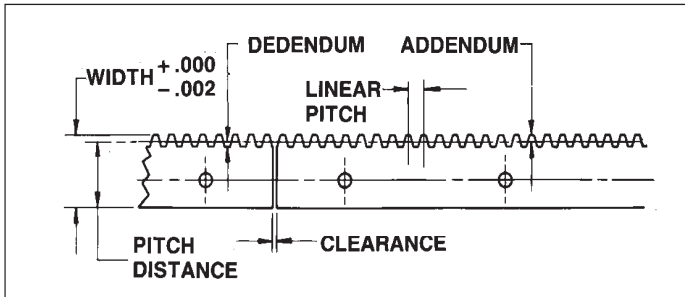 DEDENDUM
ADDENDUM
WIDTH +.000
-.002
LINEAR
PITCH
PITCH
DISTANCE
CLEARANCE